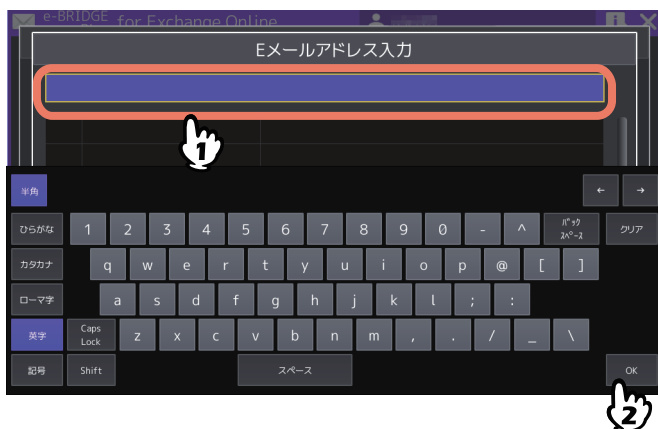 e-BRIDGE for Exchange Online
Eメールアドレス入力
1
半角 ← →
ひらがな 1 2 3 4 5 6 7 8 9 0 - ^ バックスペース クリア
カタカナ q w e r t y u i o p @ [ ]
ローマ字 a s d f g h j k l ; :
英字 Caps Lock z x c v b n m , . / _ \
記号 Shift スペース OK
2